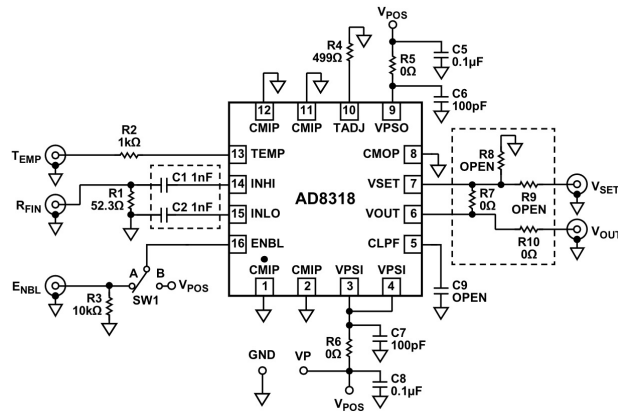 VPOS
R4
499Ω
R5
0Ω
C5
0.1µF
C6
100pF
12
11
10
9
CMIP
CMIP
TADJ
VPSO
R2
1kΩ
TEMP
13
TEMP
CMOP
8
R8
OPEN
C1 1nF
RFIN
14
INHI
VSET
7
R1
52.3Ω
AD8318
R7
0Ω
R9
OPEN
VSET
C2 1nF
15
INLO
VOUT
6
VOUT
R10
0Ω
16
ENBL
CLPF
5
CMIP
CMIP
VPSI
VPSI
1
2
3
4
C9
OPEN
ENBL
A
B
VPOS
SW1
R3
10kΩ
C7
100pF
R6
0Ω
GND
VP
C8
0.1µF
VPOS